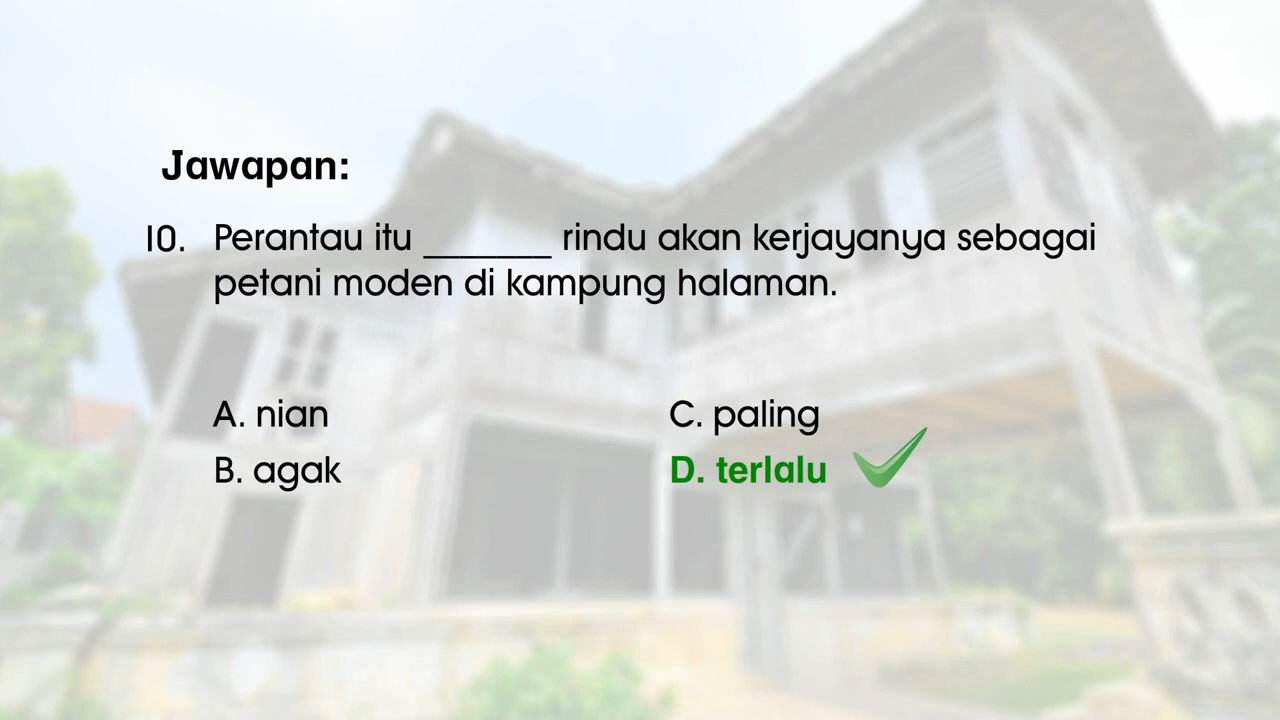 Jawapan:
10. Perantau itu _______ rindu akan kerjayanya sebagai
petani moden di kampung halaman.
A. nian
B. agak
C. paling
D. terlalu